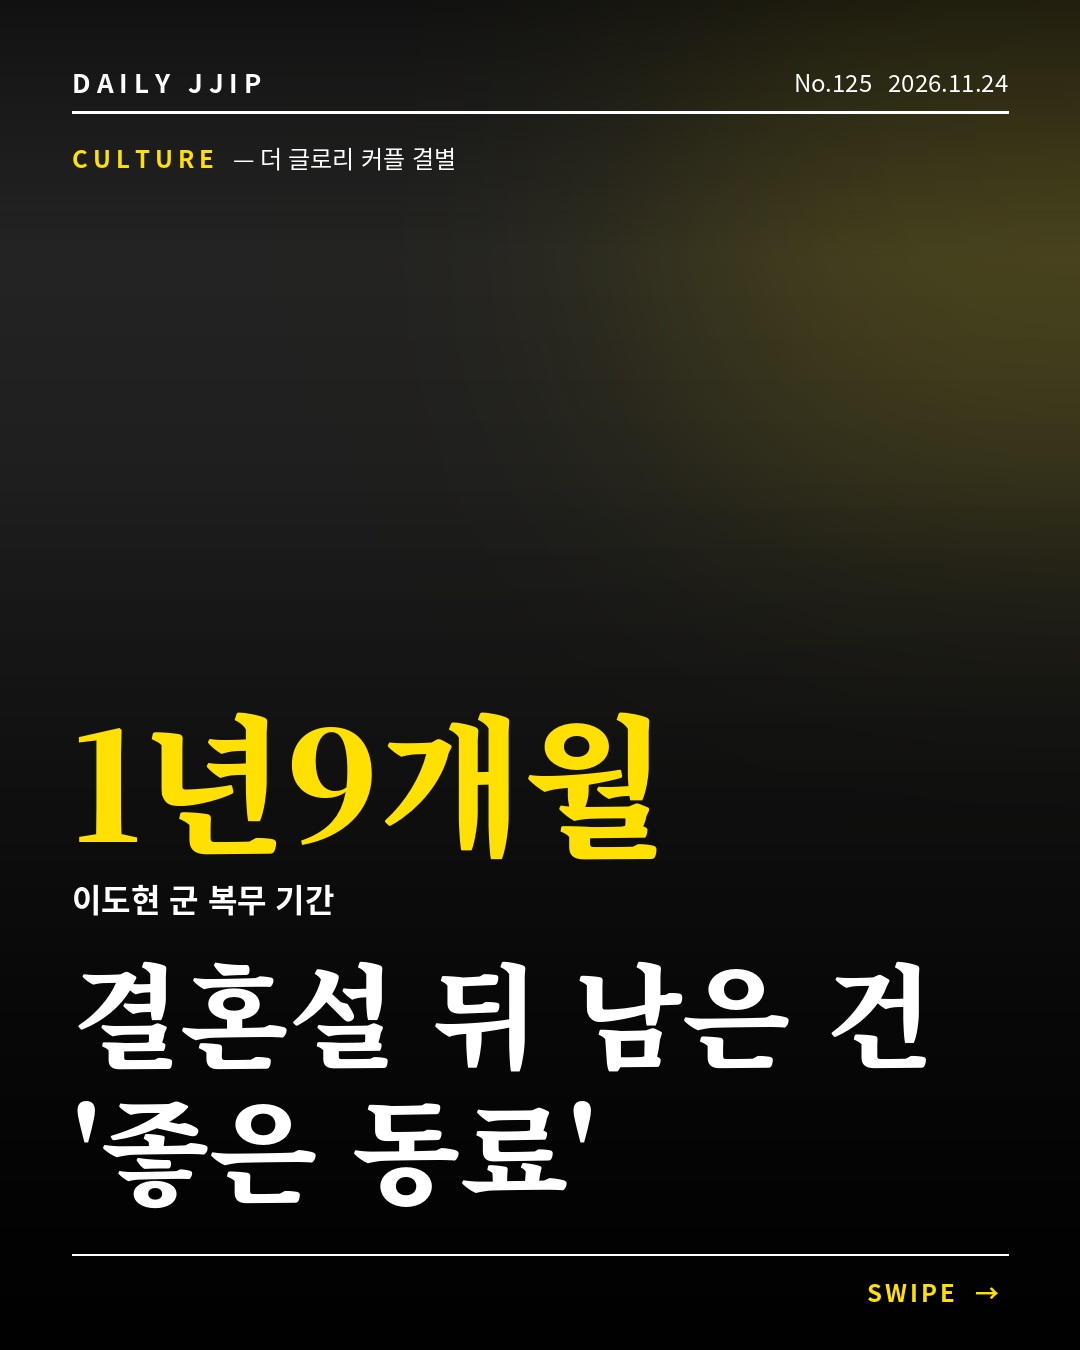 DAILY JJIP
No.125 2026.11.24
CULTURE — 더 글로리 커플 결별
1년9개월
이도현 군 복무 기간
결혼설 뒤 남은 건
'좋은 동료'
SWIPE →